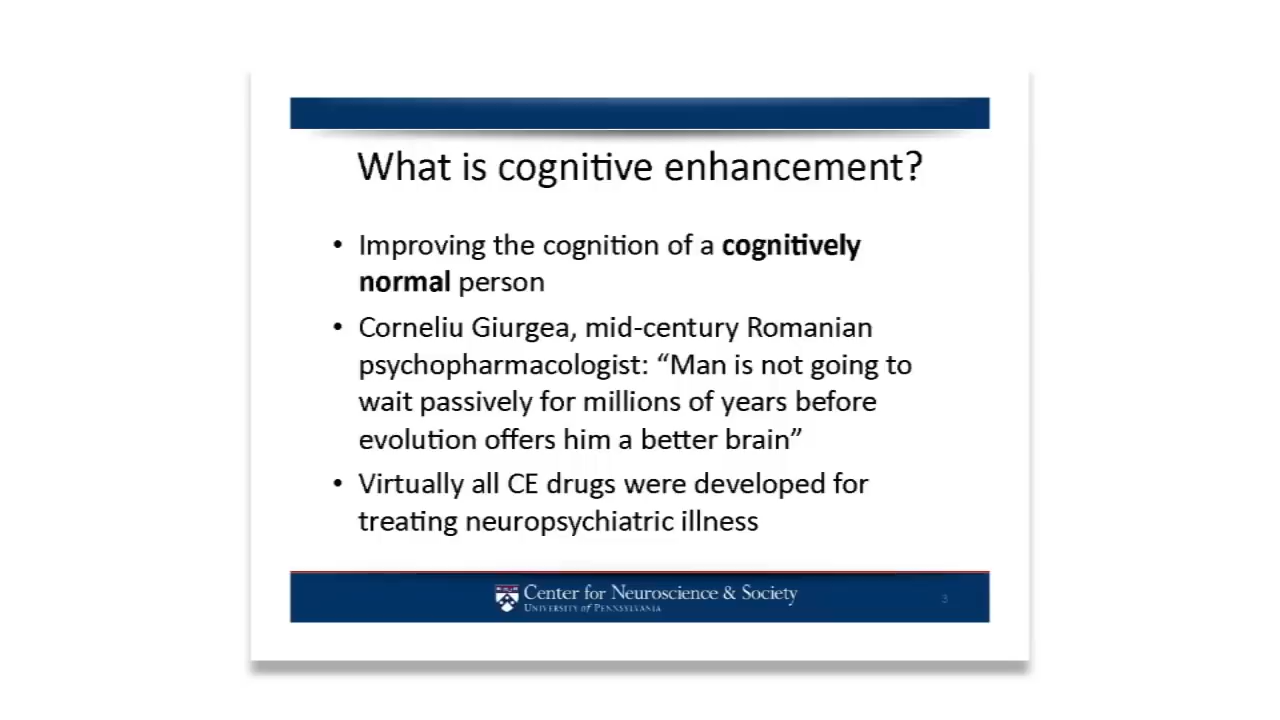 What is cognitive enhancement?
• Improving the cognition of a cognitively
normal person
• Corneliu Giurgea, mid-century Romanian
psychopharmacologist: “Man is not going to
wait passively for millions of years before
evolution offers him a better brain”
• Virtually all CE drugs were developed for
treating neuropsychiatric illness
Center for Neuroscience & Society
UNIVERSITY of PENNSYLVANIA
3